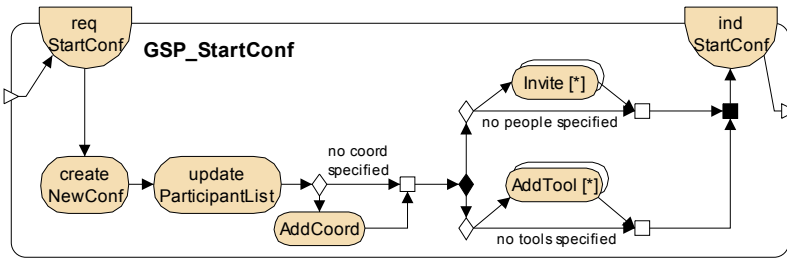 req
StartConf
GSP_StartConf
ind
StartConf
Invite [*]
no people specified
create
NewConf
update
ParticipantList
no coord
specified
AddCoord
AddTool [*]
no tools specified